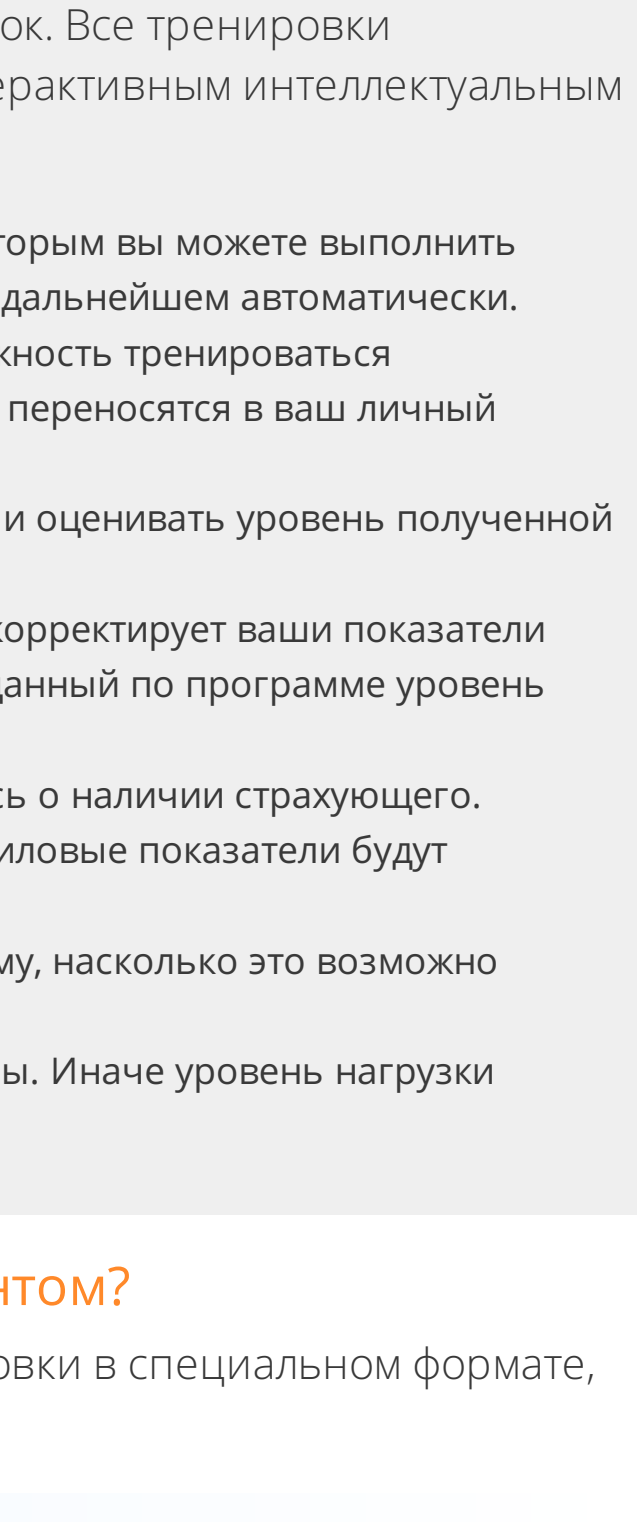 ок. Все тренировки
ерактивным интеллектуальным
торым вы можете выполнить
дальнейшем автоматически.
жность тренироваться
переносятся в ваш личный
и оценивать уровень полученной
корректирует ваши показатели
данный по программе уровень
сь о наличии страхующего.
иловые показатели будут
му, насколько это возможно
ы. Иначе уровень нагрузки
нтом?
овки в специальном формате,